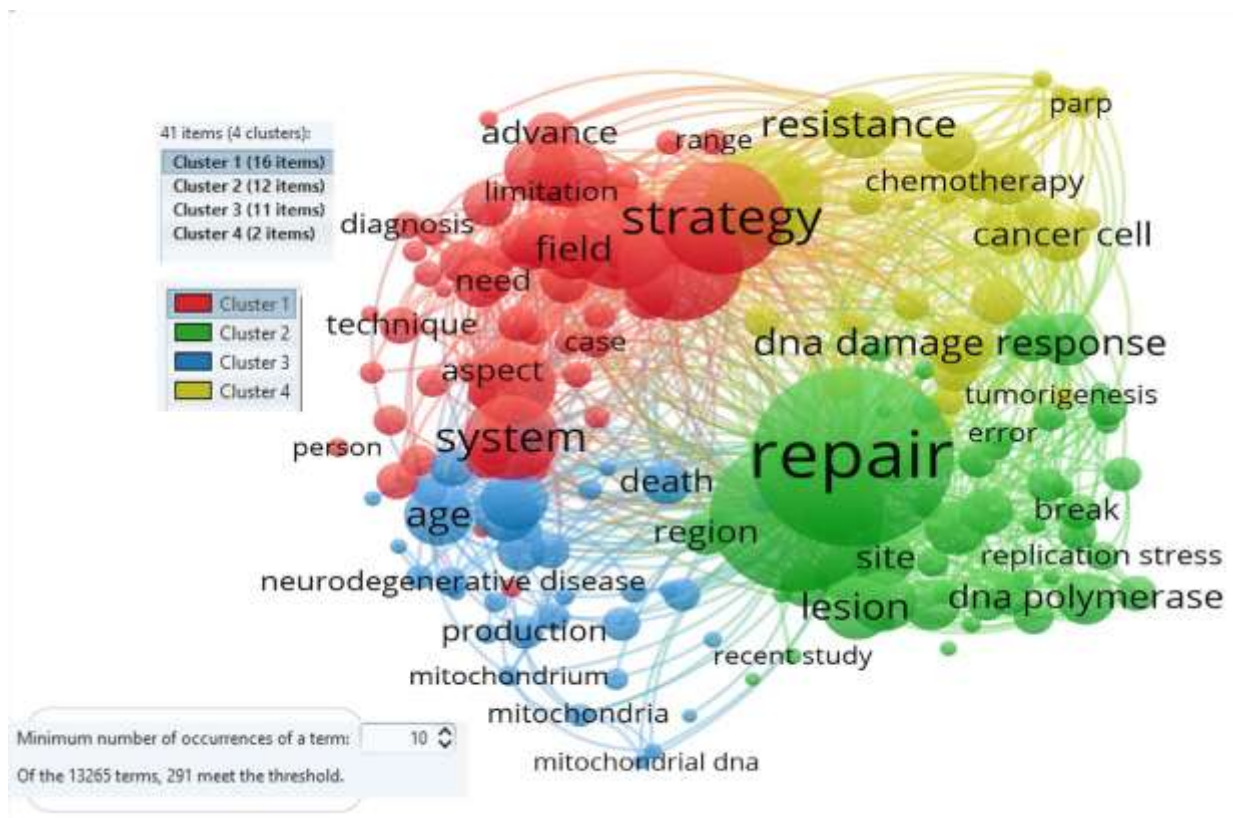 41 items (4 clusters):
Cluster 1 (16 items)
Cluster 2 (12 items)
Cluster 3 (11 items)
Cluster 4 (2 items)
Cluster 1
Cluster 2
Cluster 3
Cluster 4
parp
advance
range
resistance
limitation
chemotherapy
diagnosis
strategy
field
cancer cell
need
technique
case
dna damage response
aspect
tumorigenesis
system
error
person
repair
death
age
region
break
site
replication stress
neurodegenerative disease
lesion
dna polymerase
production
recent study
mitochondrium
mitochondria
mitochondrial dna
Minimum number of occurrences of a term: 10
Of the 13265 terms, 291 meet the threshold.